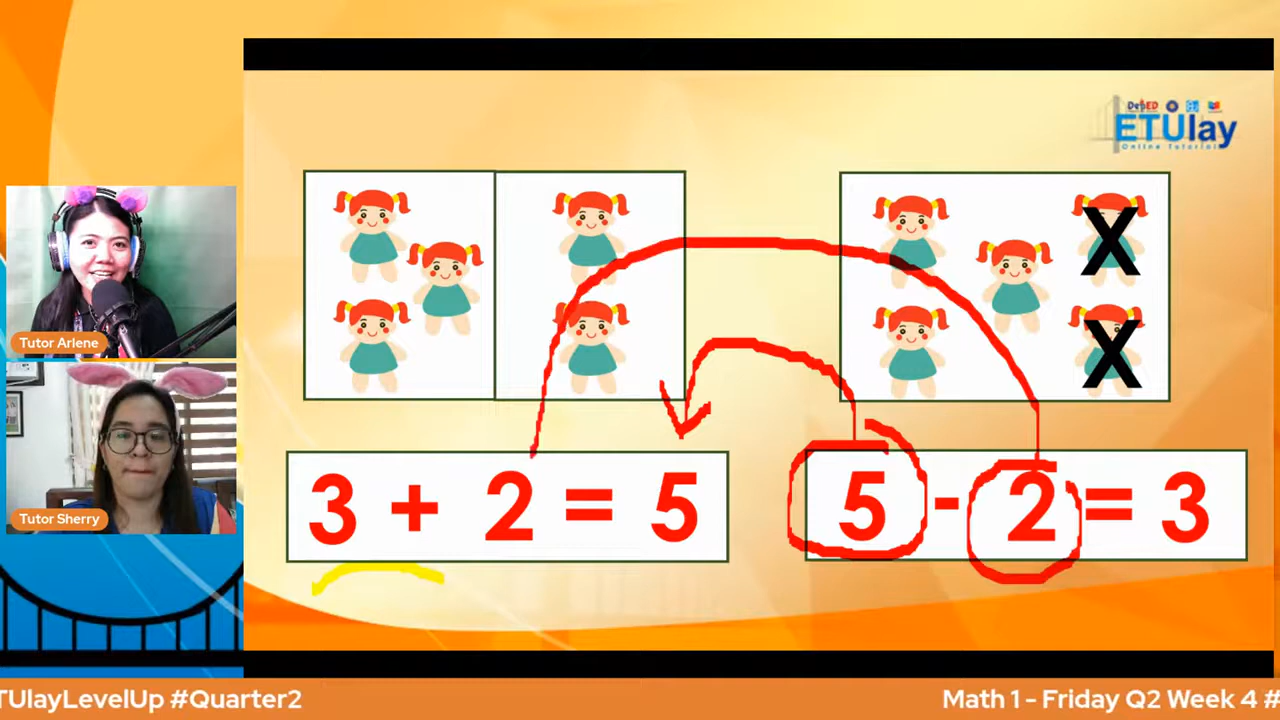 DepED
ETUlay
Online Tutorial
X
X
Tutor Arlene
Tutor Sherry
3 + 2 = 5
5 - 2 = 3
TUlayLevelUp #Quarter2
Math 1 - Friday Q2 Week 4 #